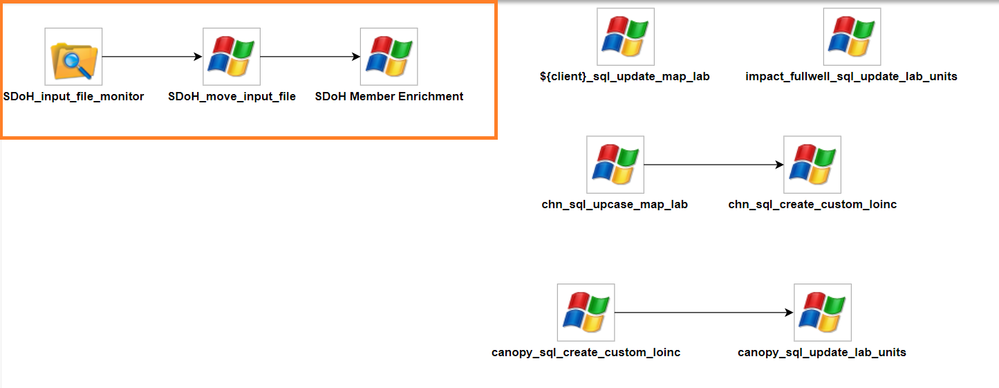 SDoH_input_file_monitor
SDoH_move_input_file
SDoH Member Enrichment
${client}_sql_update_map_lab
impact_fullwell_sql_update_lab_units
chn_sql_upcase_map_lab
chn_sql_create_custom_loinc
canopy_sql_create_custom_loinc
canopy_sql_update_lab_units